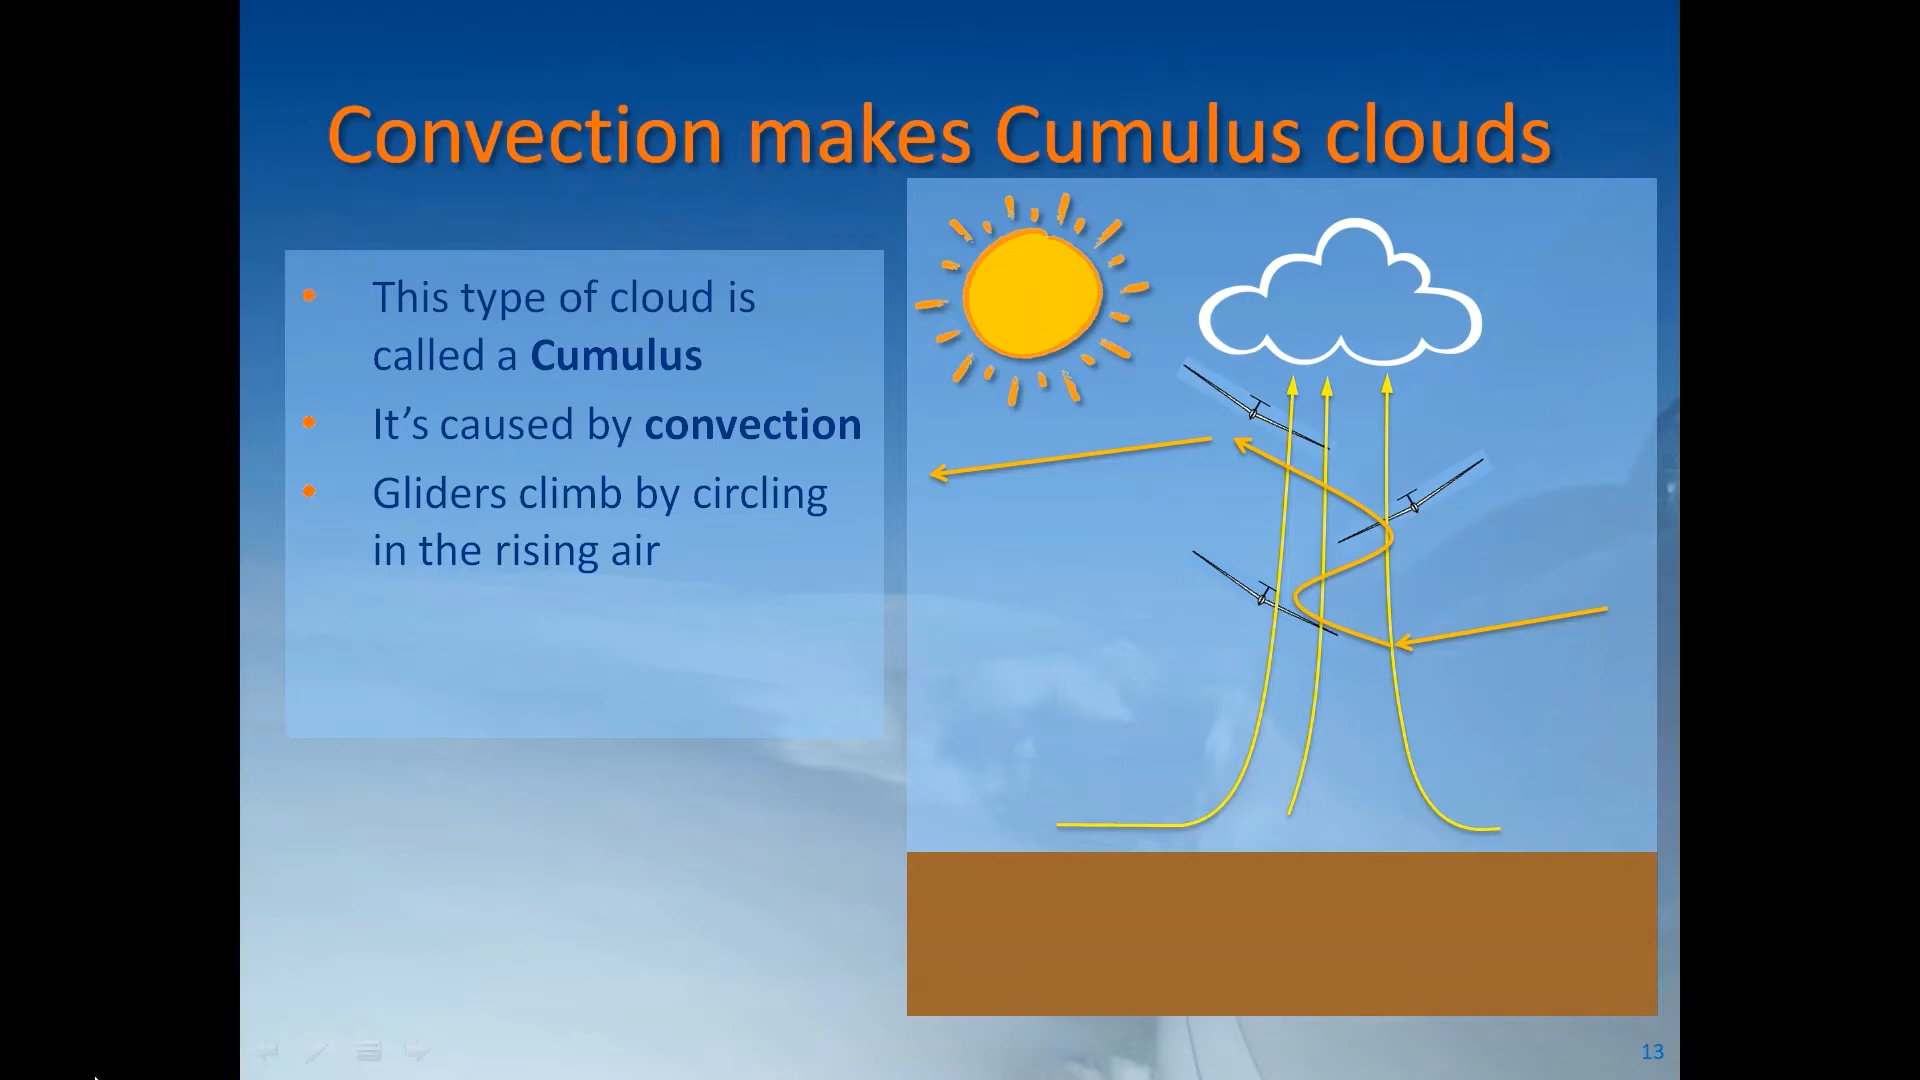 Convection makes Cumulus clouds
• This type of cloud is
called a Cumulus
• It’s caused by convection
• Gliders climb by circling
in the rising air
13